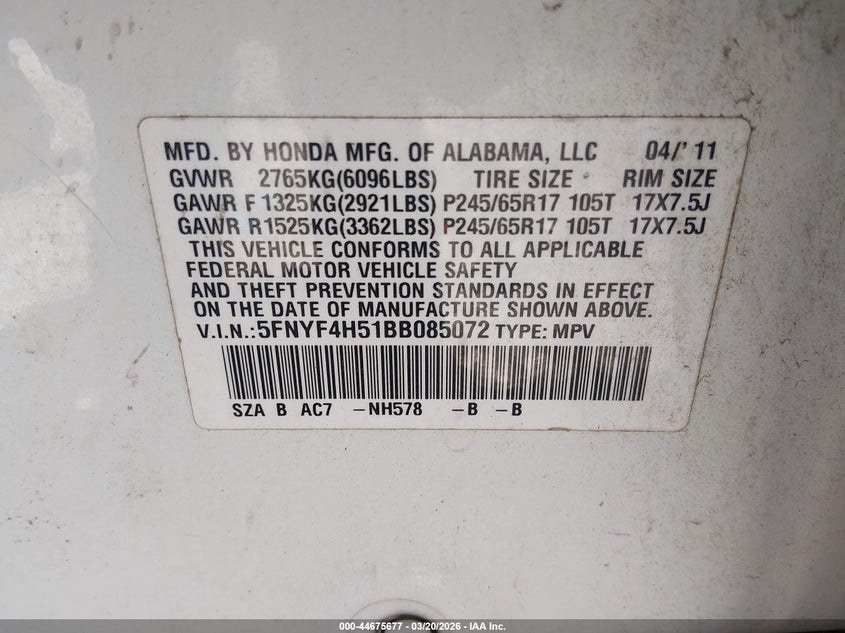 MFD. BY HONDA MFG. OF ALABAMA, LLC 04/'11
GVWR 2765KG(6096LBS) TIRE SIZE RIM SIZE
GAWR F 1325KG(2921LBS) P245/65R17 105T 17X7.5J
GAWR R1525KG(3362LBS) P245/65R17 105T 17X7.5J
THIS VEHICLE CONFORMS TO ALL APPLICABLE
FEDERAL MOTOR VEHICLE SAFETY
AND THEFT PREVENTION STANDARDS IN EFFECT
ON THE DATE OF MANUFACTURE SHOWN ABOVE.
V.I.N.:5FNYF4H51BB085072 TYPE: MPV
SZA B AC7 -NH578 -B -B
000-44675677 - 03/20/2026 - IAA Inc.